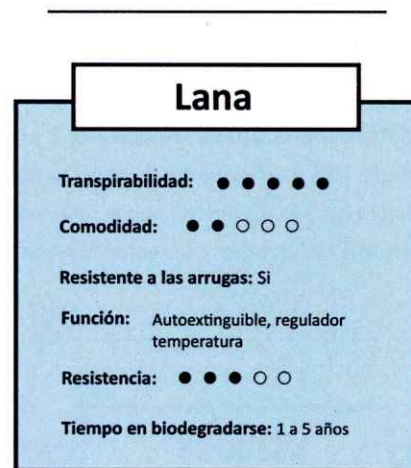 Lana
Transpirabilidad: ● ● ● ● ●
Comodidad: ● ● ○ ○ ○
Resistente a las arrugas: Si
Función: Autoextinguible, regulador
temperatura
Resistencia: ● ● ● ○ ○
Tiempo en biodegradarse: 1 a 5 años